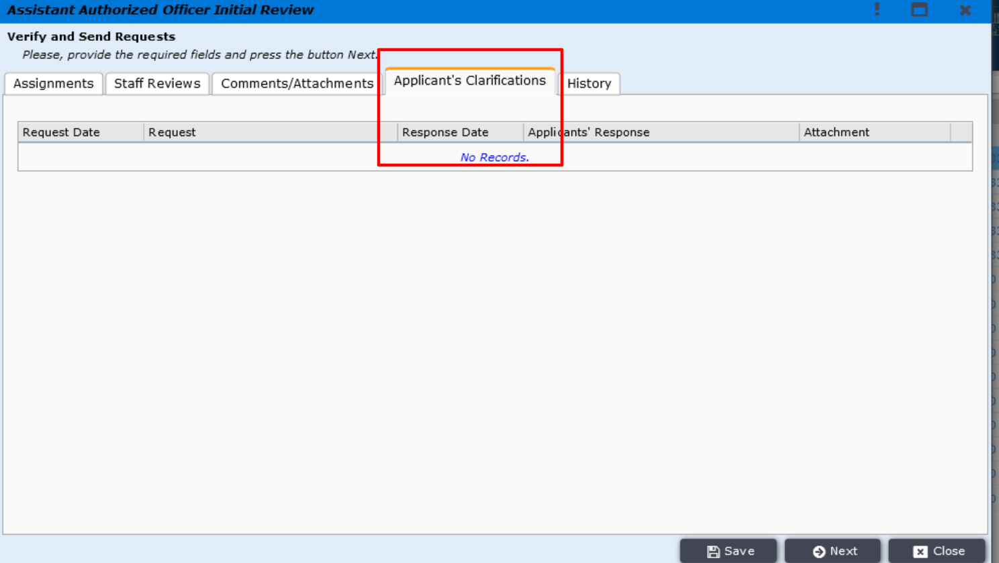 Assistant Authorized Officer Initial Review
Verify and Send Requests
Please, provide the required fields and press the button Next.
Assignments Staff Reviews Comments/Attachments Applicant's Clarifications History
Request Date Request Response Date Applicants' Response Attachment
No Records.
Save Next Close